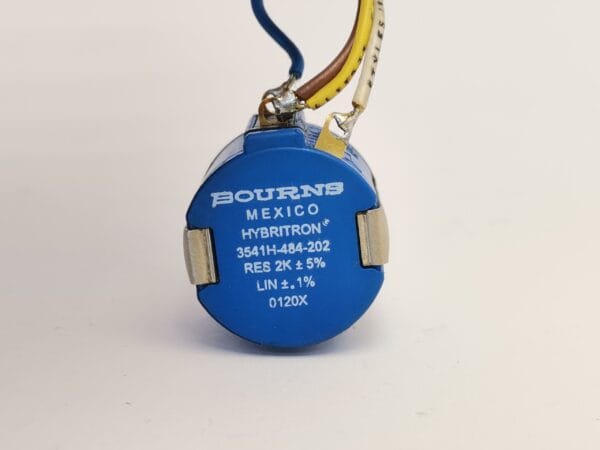 BOURNS
MEXICO
HYBRITRON
3541H-484-202
RES 2K ± 5%
LIN ±.1%
0120X